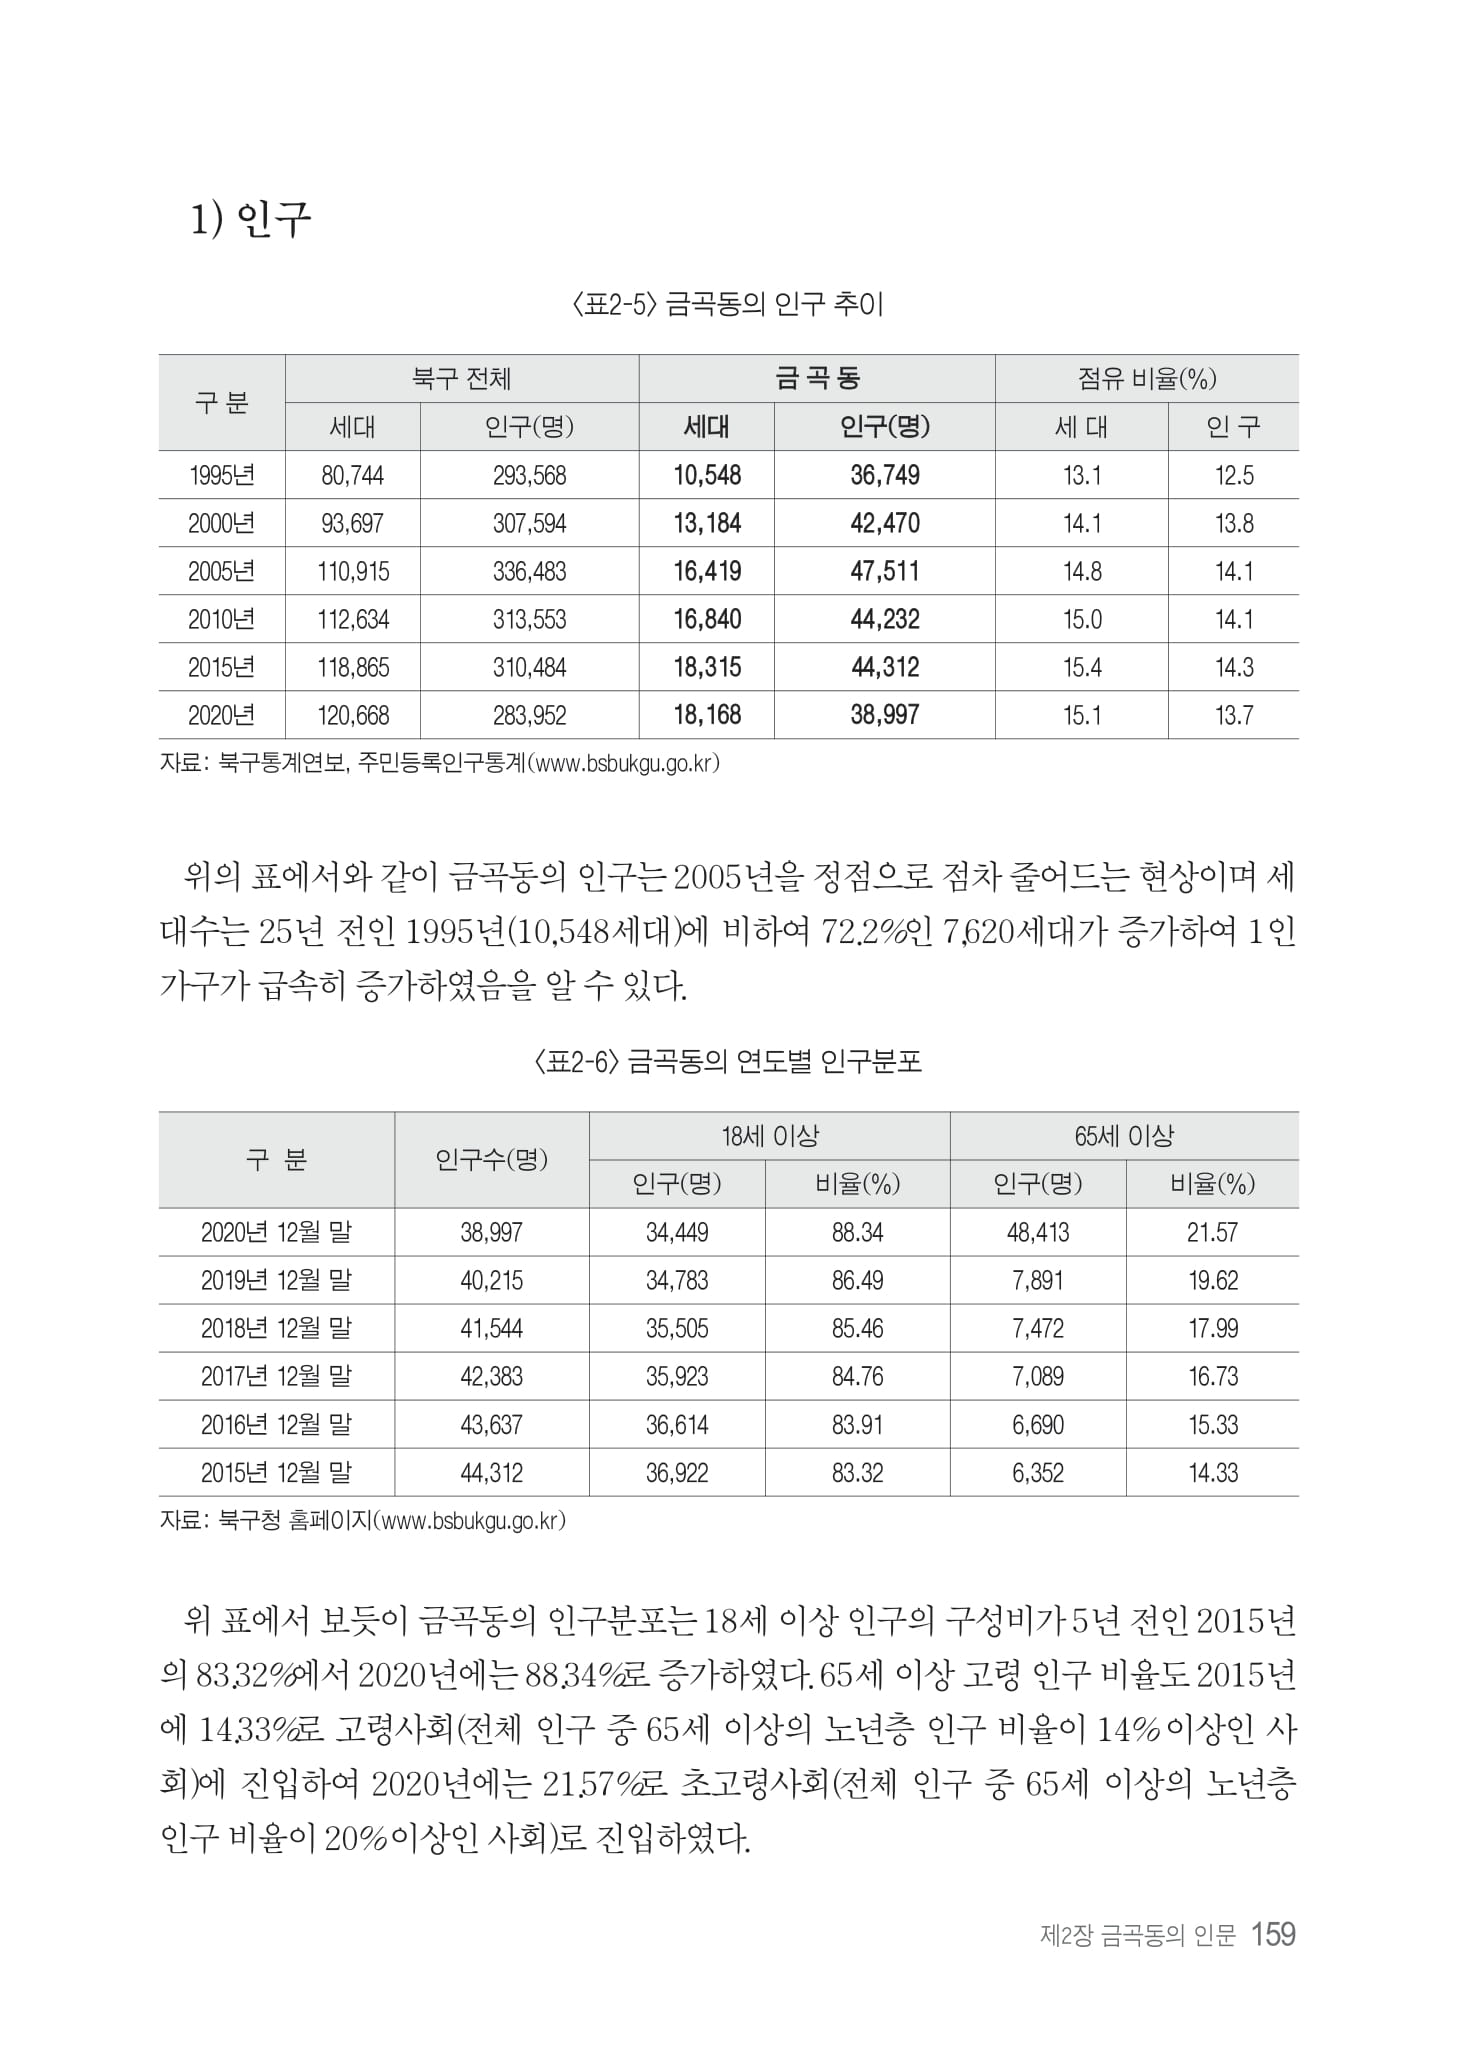 1) 인구
<표2-5> 금곡동의 인구 추이
구 분 북구 전체 금 곡 동 점유 비율(%)
세대 인구(명) 세대 인구(명) 세 대 인 구
1995년 80,744 293,568 10,548 36,749 13.1 12.5
2000년 93,697 307,594 13,184 42,470 14.1 13.8
2005년 110,915 336,483 16,419 47,511 14.8 14.1
2010년 112,634 313,553 16,840 44,232 15.0 14.1
2015년 118,865 310,484 18,315 44,312 15.4 14.3
2020년 120,668 283,952 18,168 38,997 15.1 13.7
자료: 북구통계연보, 주민등록인구통계(www.bsbukgu.go.kr)
위의 표에서와 같이 금곡동의 인구는 2005년을 정점으로 점차 줄어드는 현상이며 세
대수는 25년 전인 1995년(10,548세대)에 비하여 72.2%인 7,620세대가 증가하여 1인
가구가 급속히 증가하였음을 알 수 있다.
<표2-6> 금곡동의 연도별 인구분포
구 분 인구수(명) 18세 이상 65세 이상
인구(명) 비율(%) 인구(명) 비율(%)
2020년 12월 말 38,997 34,449 88.34 48,413 21.57
2019년 12월 말 40,215 34,783 86.49 7,891 19.62
2018년 12월 말 41,544 35,505 85.46 7,472 17.99
2017년 12월 말 42,383 35,923 84.76 7,089 16.73
2016년 12월 말 43,637 36,614 83.91 6,690 15.33
2015년 12월 말 44,312 36,922 83.32 6,352 14.33
자료: 북구청 홈페이지(www.bsbukgu.go.kr)
위 표에서 보듯이 금곡동의 인구분포는 18세 이상 인구의 구성비가 5년 전인 2015년
의 83.32%에서 2020년에는 88.34%로 증가하였다. 65세 이상 고령 인구 비율도 2015년
에 14.33%로 고령사회(전체 인구 중 65세 이상의 노년층 인구 비율이 14% 이상인 사
회)에 진입하여 2020년에는 21.57%로 초고령사회(전체 인구 중 65세 이상의 노년층
인구 비율이 20% 이상인 사회)로 진입하였다.
제2장 금곡동의 인문 159